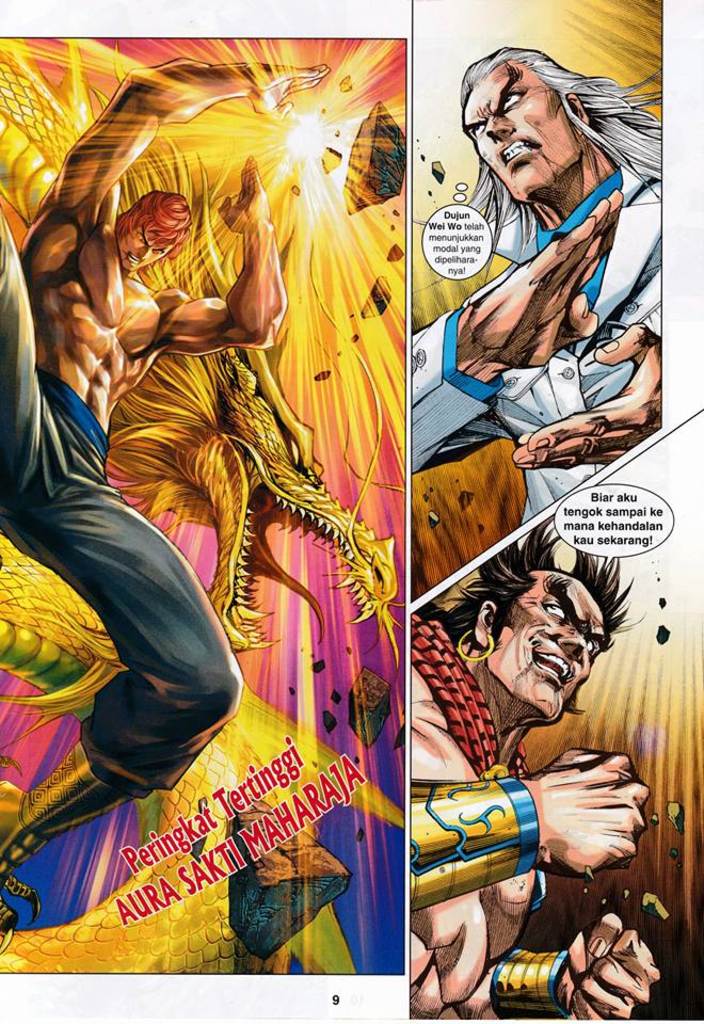 Dujun
Wei Wo telah
menunjukkan
modal yang
dipelihara-
nya!
Biar aku
tengok sampai ke
mana kehandalan
kau sekarang!
Peringkat Tertinggi
AURA SAKTI MAHARAJA
9